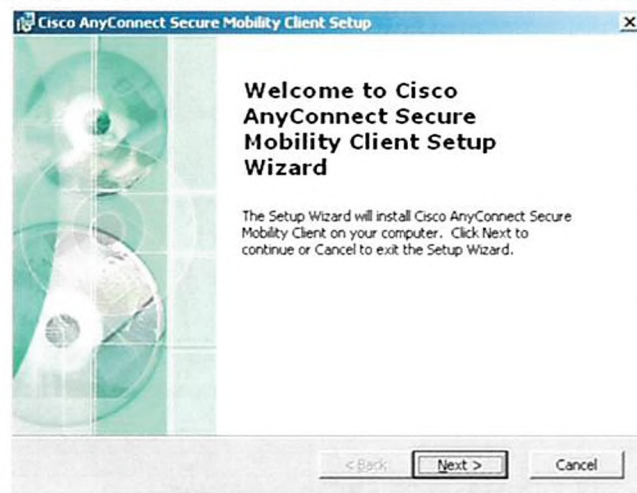 Cisco AnyConnect Secure Mobility Client Setup
Welcome to Cisco
AnyConnect Secure
Mobility Client Setup
Wizard
The Setup Wizard will install Cisco AnyConnect Secure
Mobility Client on your computer. Click Next to
continue or Cancel to exit the Setup Wizard.
< Back
Next >
Cancel